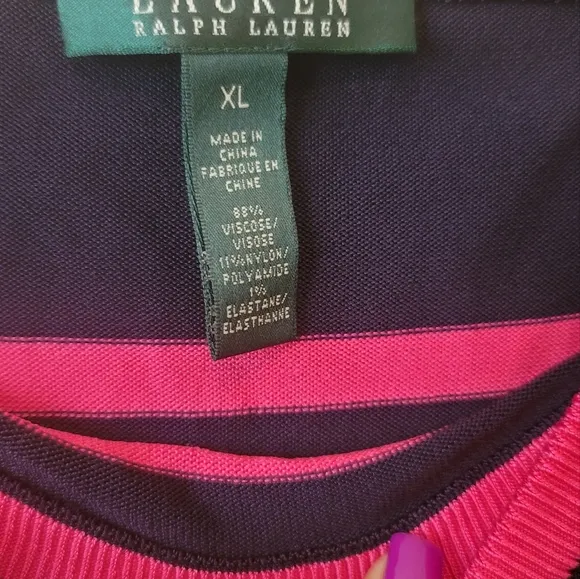 LAUREN
RALPH LAUREN
XL
MADE IN
CHINA
FABRIQUE EN
CHINE
88%
VISCOSE/
VISOSE
11%NYLON/
POLYAMIDE
1%
ELASTANE/
ELASTHANNE